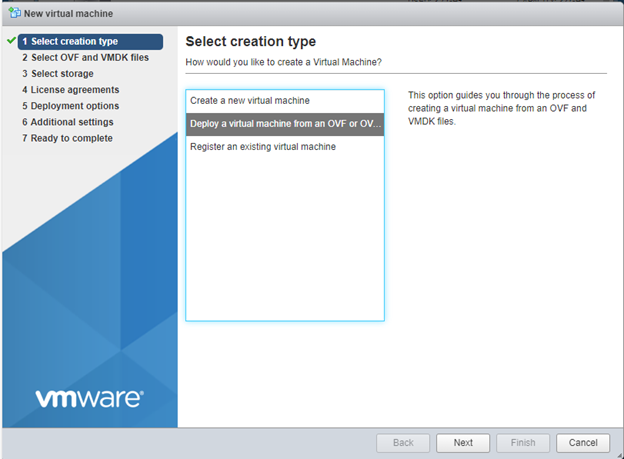 New virtual machine
1 Select creation type
2 Select OVF and VMDK files
3 Select storage
4 License agreements
5 Deployment options
6 Additional settings
7 Ready to complete
Select creation type
How would you like to create a Virtual Machine?
Create a new virtual machine
Deploy a virtual machine from an OVF or OV...
Register an existing virtual machine
This option guides you through the process of
creating a virtual machine from an OVF and
VMDK files.
vmware®
Back
Next
Finish
Cancel